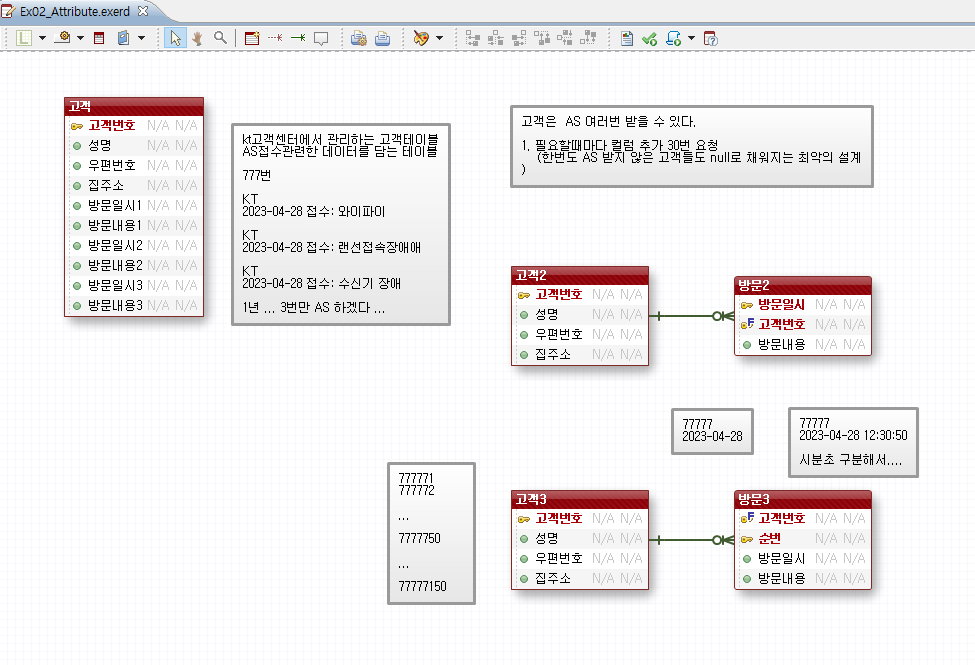 Ex02_Attribute.exerd
고객
고객번호 N/A N/A
성명 N/A N/A
우편번호 N/A N/A
집주소 N/A N/A
방문일시1 N/A N/A
방문내용1 N/A N/A
방문일시2 N/A N/A
방문내용2 N/A N/A
방문일시3 N/A N/A
방문내용3 N/A N/A
kt고객센터에서 관리하는 고객테이블
AS접수관련한 데이터를 담는 테이블
777번
KT
2023-04-28 접수: 와이파이
KT
2023-04-28 접수: 랜선접속장애애
KT
2023-04-28 접수: 수신기 장애
1년 ... 3번만 AS 하겠다 ...
고객은  AS 여러번 받을 수 있다.
1. 필요할때마다 컬럼 추가 30번 요청
(한번도 AS 받지 않은 고객들도 null로 채워지는 최악의 설계
)
고객2
고객번호 N/A N/A
성명 N/A N/A
우편번호 N/A N/A
집주소 N/A N/A
방문2
방문일시 N/A N/A
고객번호 N/A N/A
방문내용 N/A N/A
77777
2023-04-28
77777
2023-04-28 12:30:50
시분초 구분해서....
777771
777772
...
7777750
...
77777150
고객3
고객번호 N/A N/A
성명 N/A N/A
우편번호 N/A N/A
집주소 N/A N/A
방문3
고객번호 N/A N/A
순번 N/A N/A
방문일시 N/A N/A
방문내용 N/A N/A